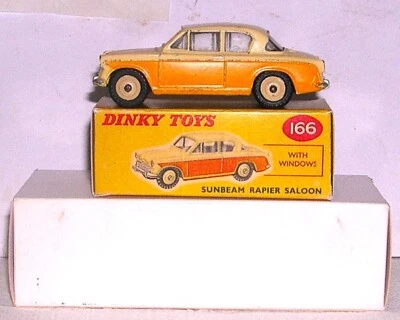 DINKY TOYS
166
WITH
WINDOWS
SUNBEAM RAPIER SALOON